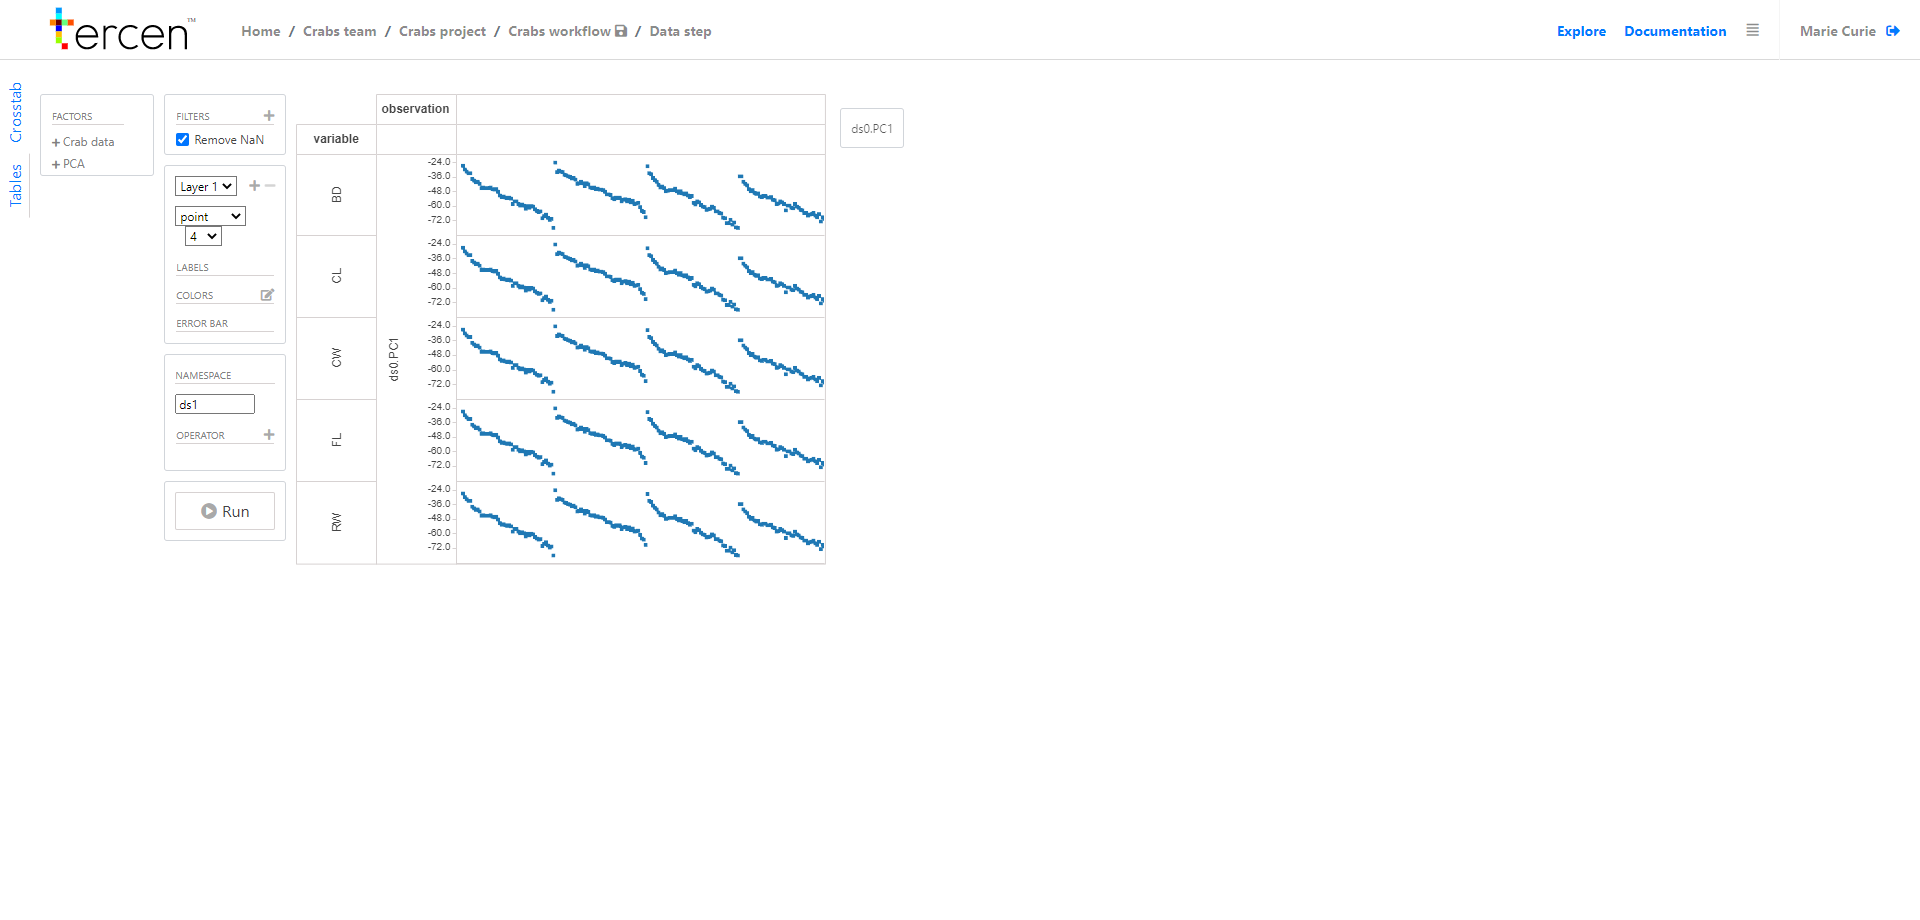 tercen™
Home / Crabs team / Crabs project / Crabs workflow / Data step
Explore Documentation Marie Curie
Crosstab
Tables
FACTORS
+ Crab data
+ PCA
FILTERS +
Remove NaN
Layer 1 + −
point
4
LABELS
COLORS
ERROR BAR
NAMESPACE
ds1
OPERATOR +
Run
observation
variable
ds0.PC1
BD
-24.0
-36.0
-48.0
-60.0
-72.0
CL
-24.0
-36.0
-48.0
-60.0
-72.0
CW
-24.0
-36.0
-48.0
-60.0
-72.0
FL
-24.0
-36.0
-48.0
-60.0
-72.0
RW
-24.0
-36.0
-48.0
-60.0
-72.0
ds0.PC1